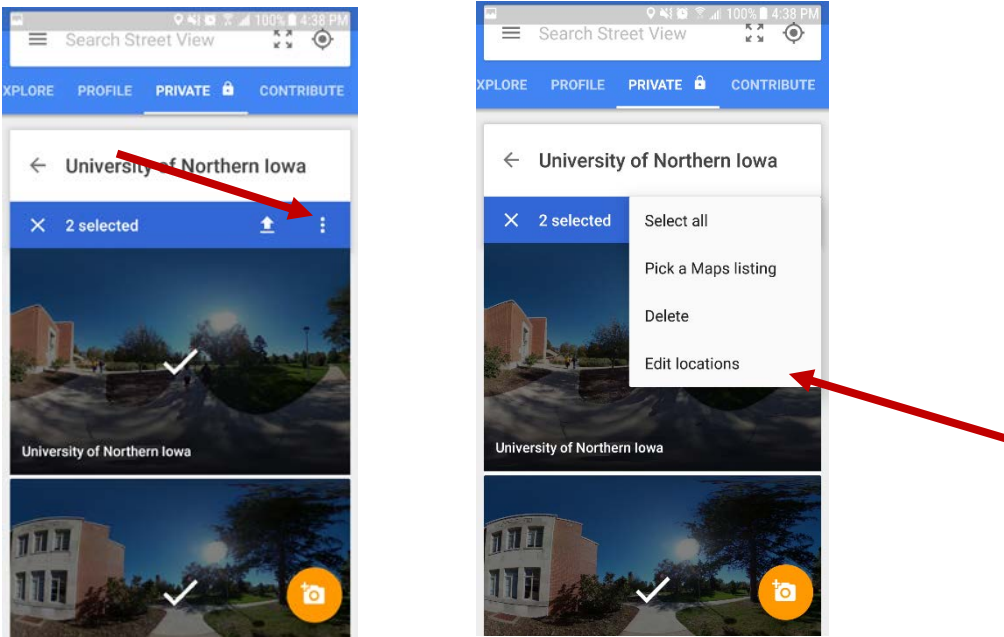 100% 4:38 PM
Search Street View
XPLORE PROFILE PRIVATE CONTRIBUTE
University of Northern Iowa
2 selected
University of Northern Iowa
100% 4:38 PM
Search Street View
XPLORE PROFILE PRIVATE CONTRIBUTE
University of Northern Iowa
2 selected
Select all
Pick a Maps listing
Delete
Edit locations
University of Northern Iowa